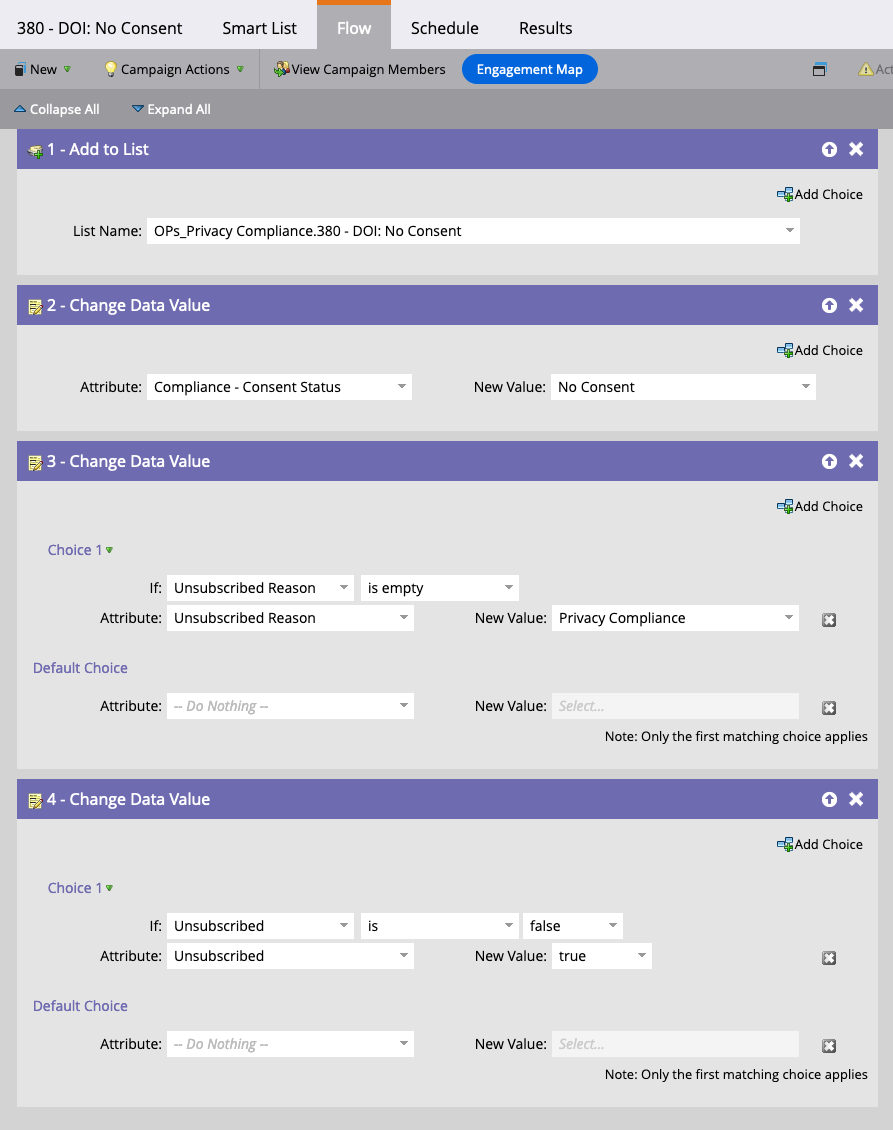 380 - DOI: No Consent Smart List Flow Schedule Results
New Campaign Actions View Campaign Members Engagement Map
Collapse All Expand All
1 - Add to List
Add Choice
List Name: OPs_Privacy Compliance.380 - DOI: No Consent
2 - Change Data Value
Add Choice
Attribute: Compliance - Consent Status New Value: No Consent
3 - Change Data Value
Add Choice
Choice 1
If: Unsubscribed Reason is empty
Attribute: Unsubscribed Reason New Value: Privacy Compliance
Default Choice
Attribute: -- Do Nothing -- New Value: Select...
Note: Only the first matching choice applies
4 - Change Data Value
Add Choice
Choice 1
If: Unsubscribed is false
Attribute: Unsubscribed New Value: true
Default Choice
Attribute: -- Do Nothing -- New Value: Select...
Note: Only the first matching choice applies